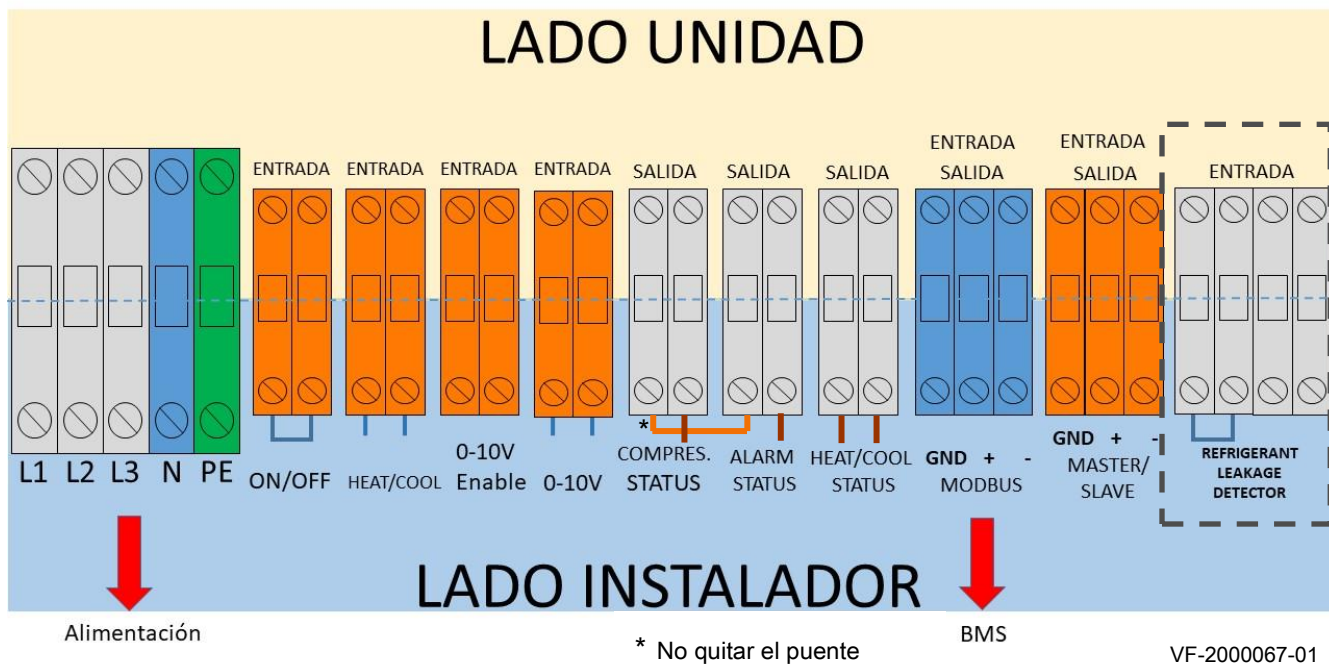 LADO UNIDAD
ENTRADA
ENTRADA
ENTRADA
ENTRADA
SALIDA
SALIDA
SALIDA
ENTRADA
SALIDA
ENTRADA
SALIDA
ENTRADA
L1 L2 L3 N PE
ON/OFF
HEAT/COOL
0-10V
Enable
0-10V
*
COMPRES.
STATUS
ALARM
STATUS
HEAT/COOL
STATUS
GND + -
MODBUS
GND + -
MASTER/
SLAVE
REFRIGERANT
LEAKAGE
DETECTOR
LADO INSTALADOR
Alimentación
* No quitar el puente
BMS
VF-2000067-01